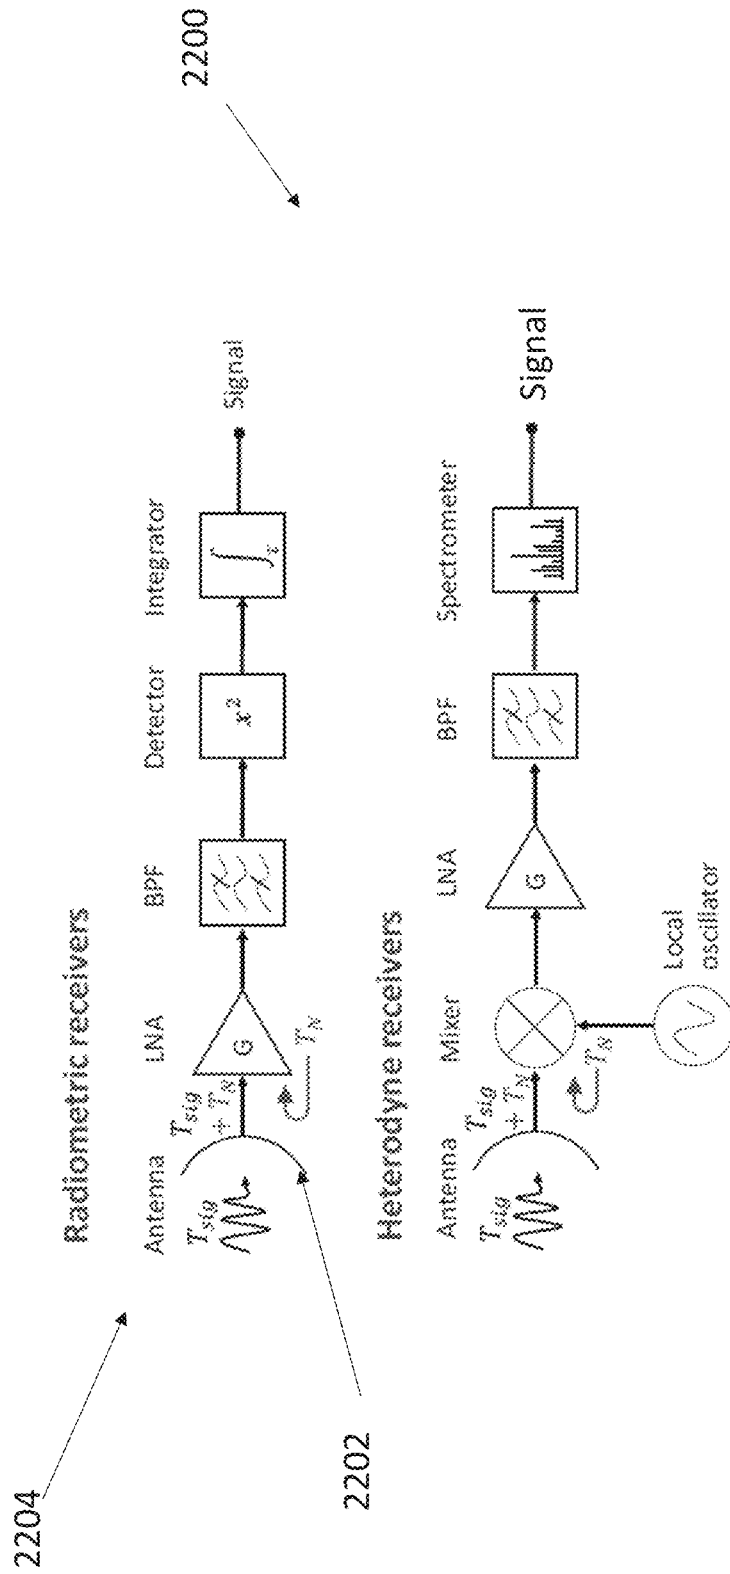 2204
2200
Radiometric receivers
Antenna LNA BPF Detector Integrator
T_sig
T_sig
+ T_N
G
x²
∫_τ
Signal
T_N
2202
Heterodyne receivers
Antenna Mixer LNA BPF Spectrometer
T_sig
T_sig
+ T_N
G
Signal
T_N
Local
oscillator